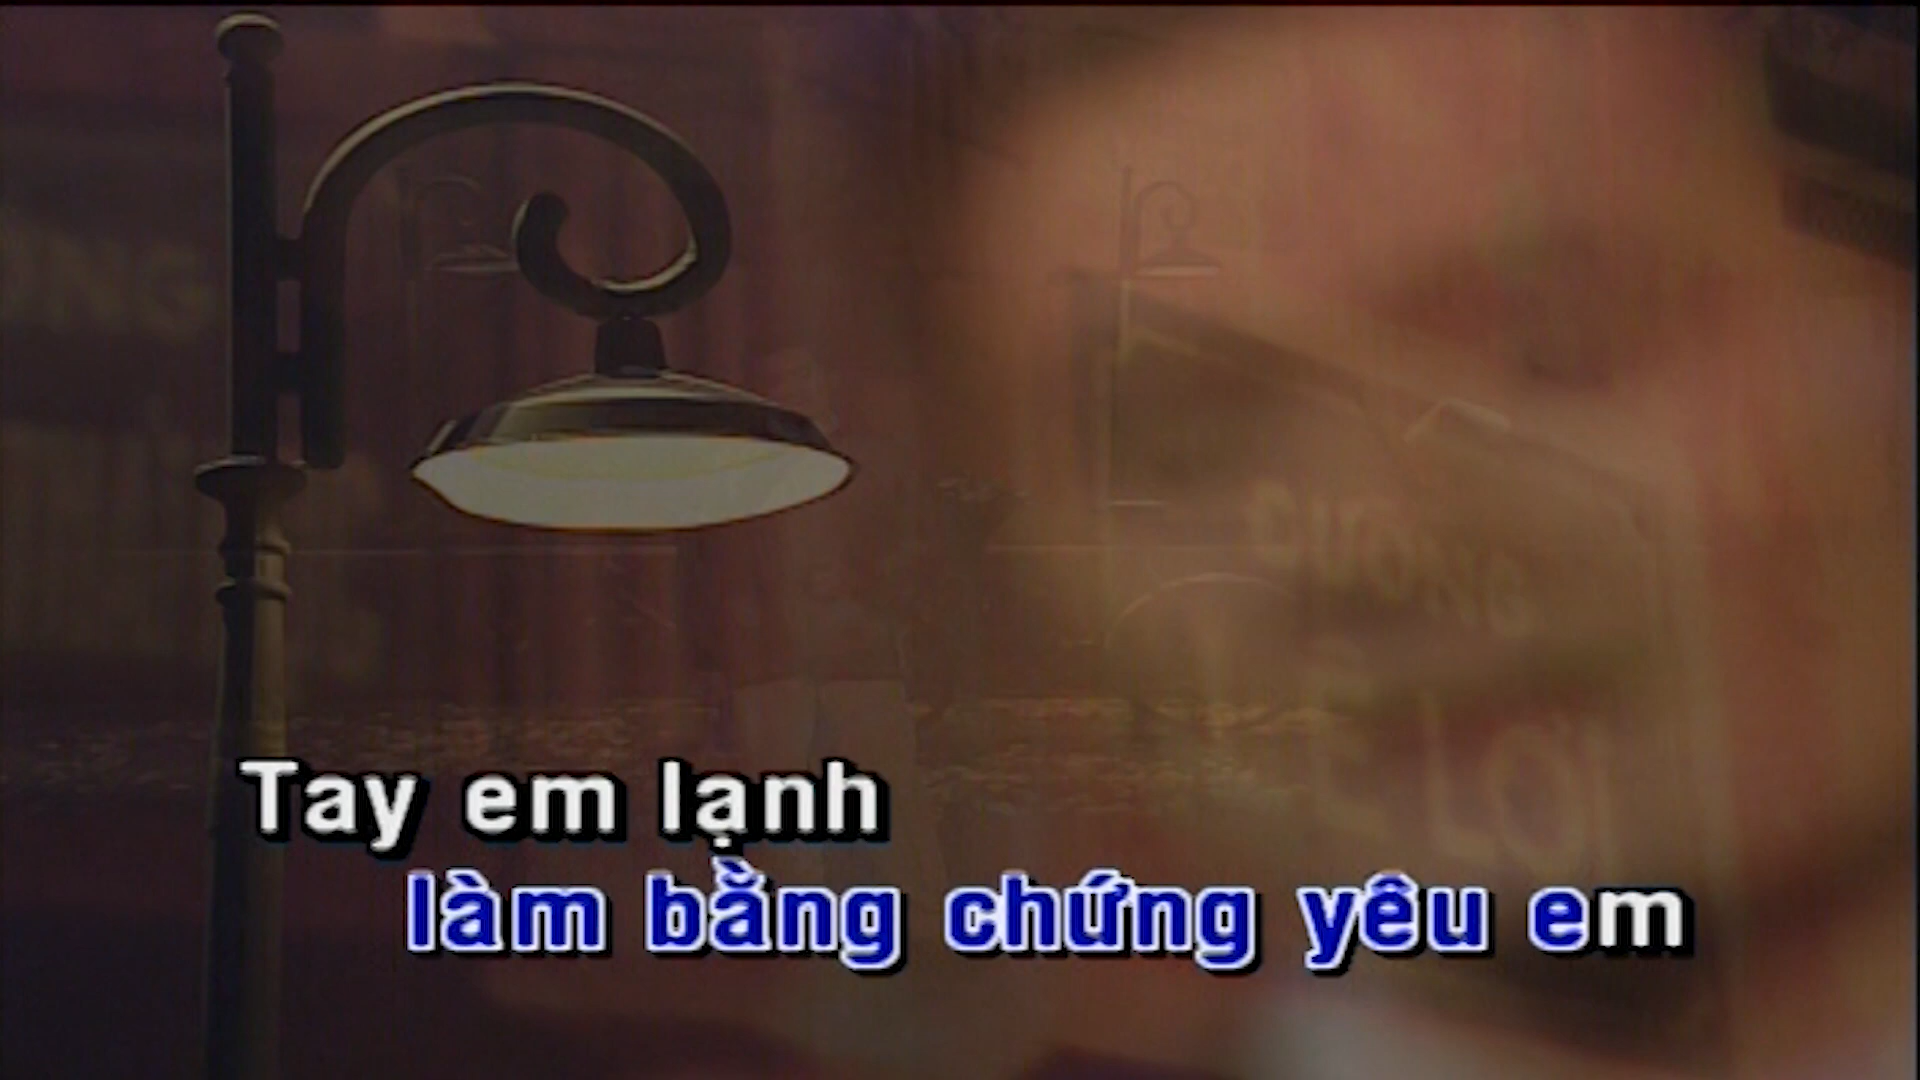 Tay em lạnh
làm bằng chứng yêu em